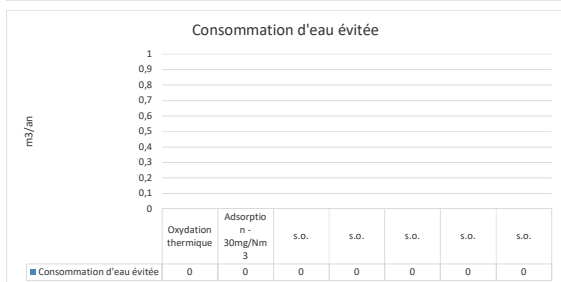 Consommation d'eau évitée
m3/an
1
0,9
0,8
0,7
0,6
0,5
0,4
0,3
0,2
0,1
0
Oxydation
thermique
Adsorptio
n -
30mg/Nm
3
s.o.
s.o.
s.o.
s.o.
s.o.
Consommation d'eau évitée 0 0 0 0 0 0 0